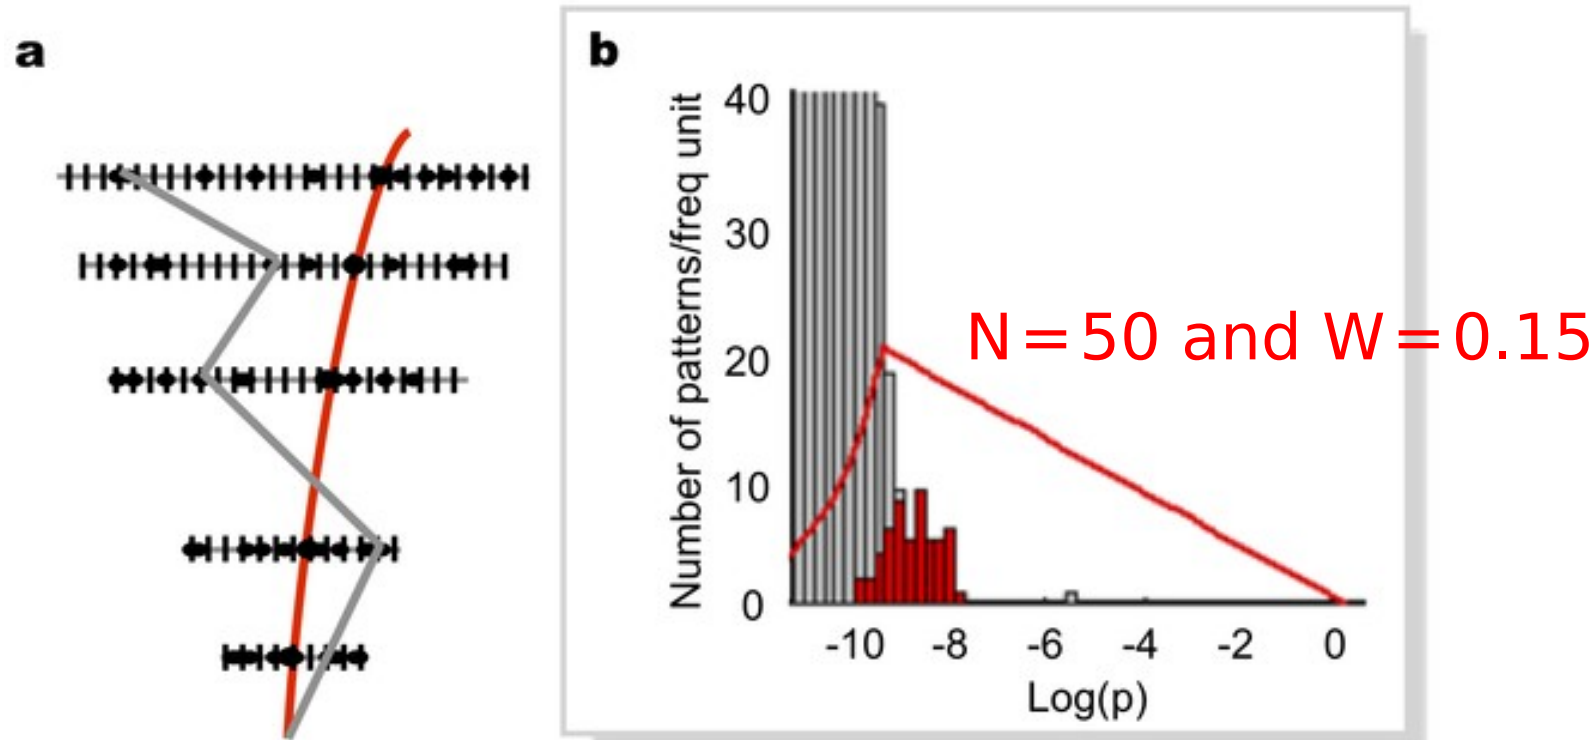 a
b
Number of patterns/freq unit
40
30
20
10
0
N=50 and W=0.15
-10 -8 -6 -4 -2 0
Log(p)